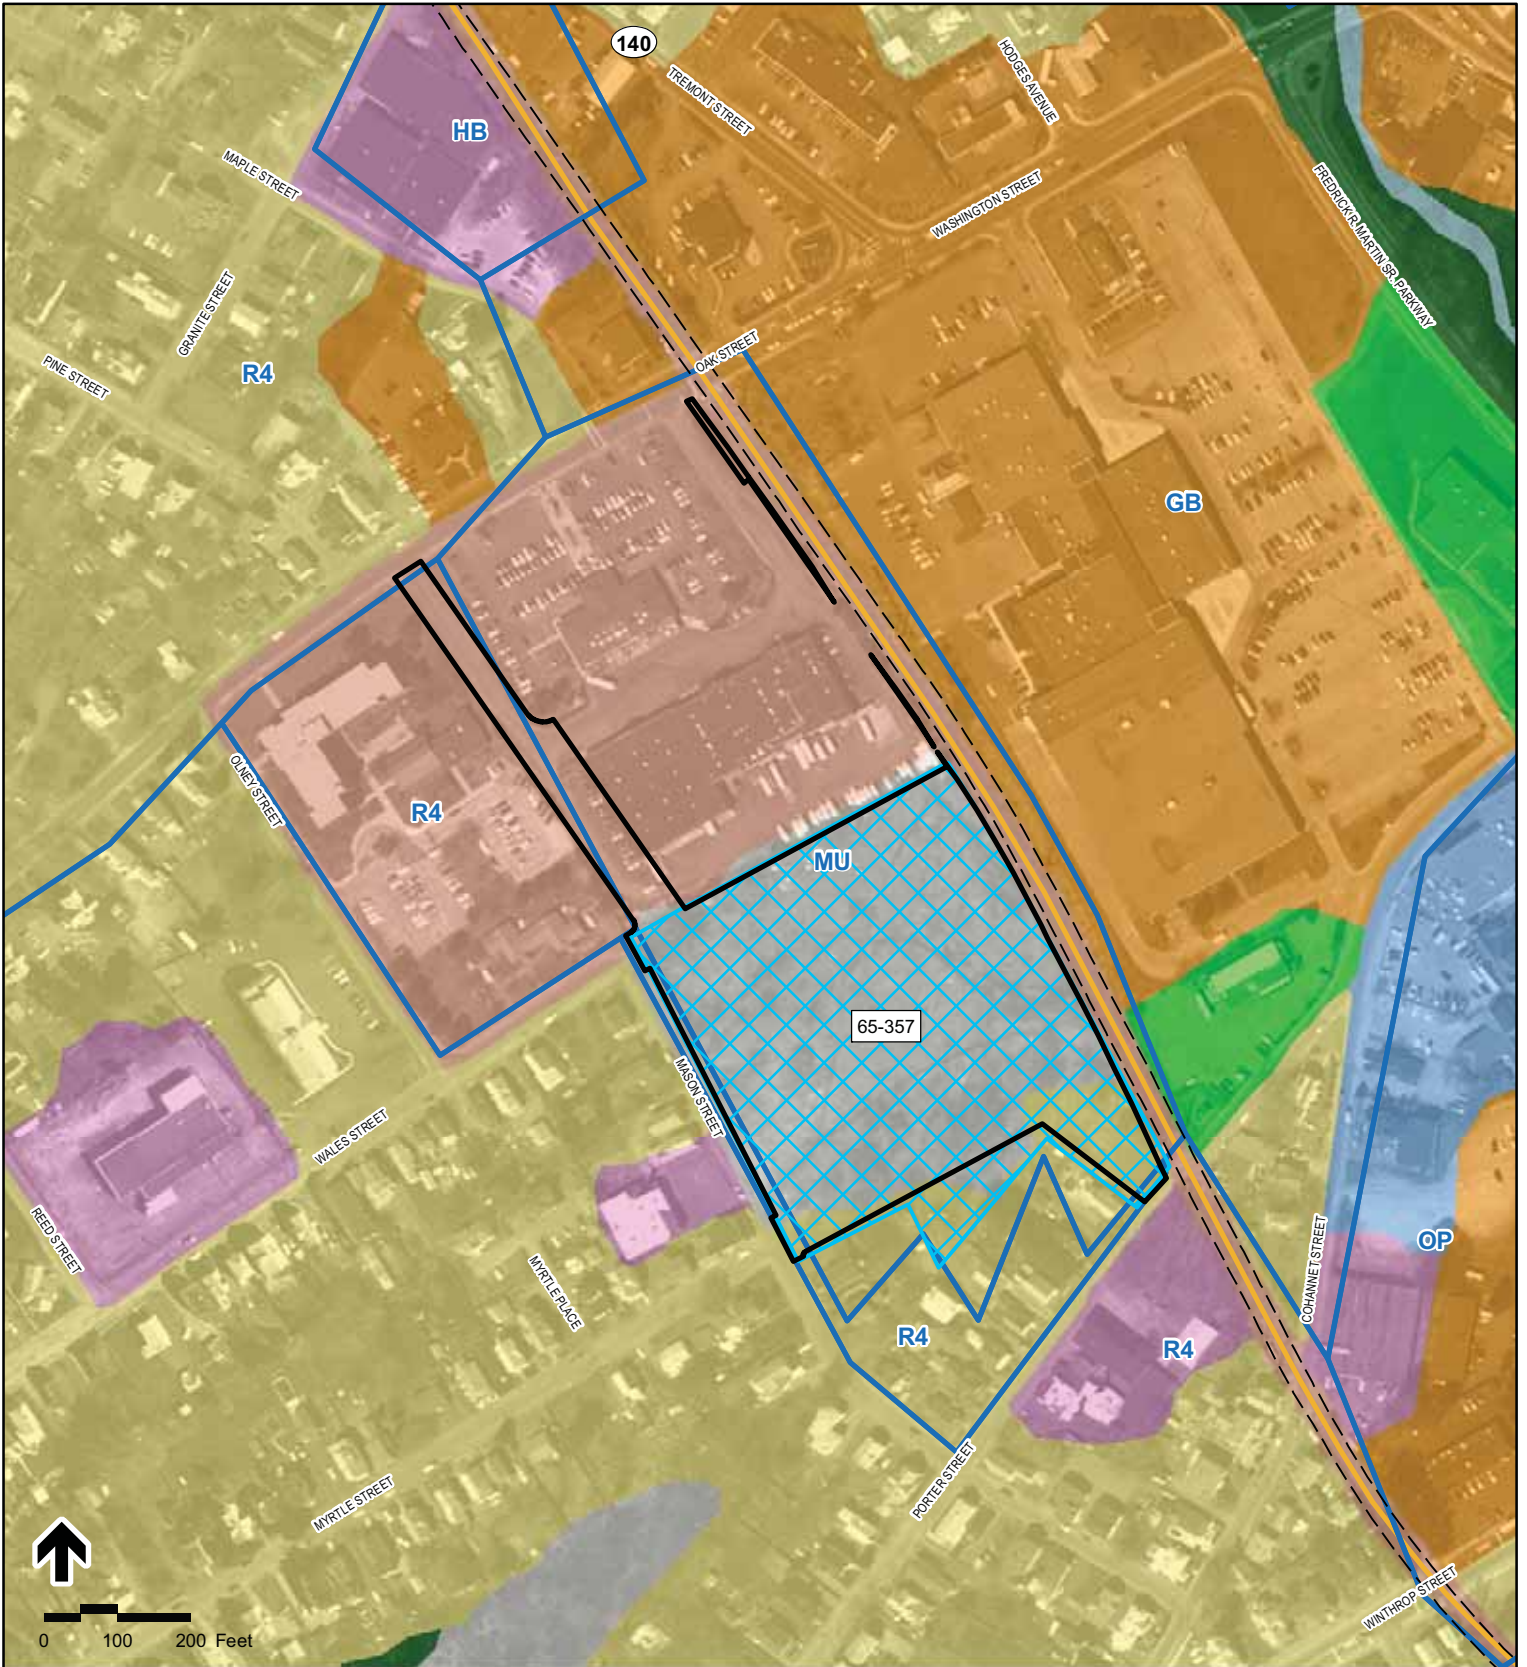 140
TREMONT STREET
HODGES AVENUE
HB
MAPLE STREET
WASHINGTON STREET
FREDRICK R. MARTIN SR. PARKWAY
GRANITE STREET
OAK STREET
PINE STREET
R4
GB
OLNEY STREET
R4
MU
65-357
MASON STREET
WALES STREET
REED STREET
MYRTLE PLACE
COHANNET STREET
OP
R4
R4
MYRTLE STREET
PORTER STREET
WINTHROP STREET
0 100 200 Feet